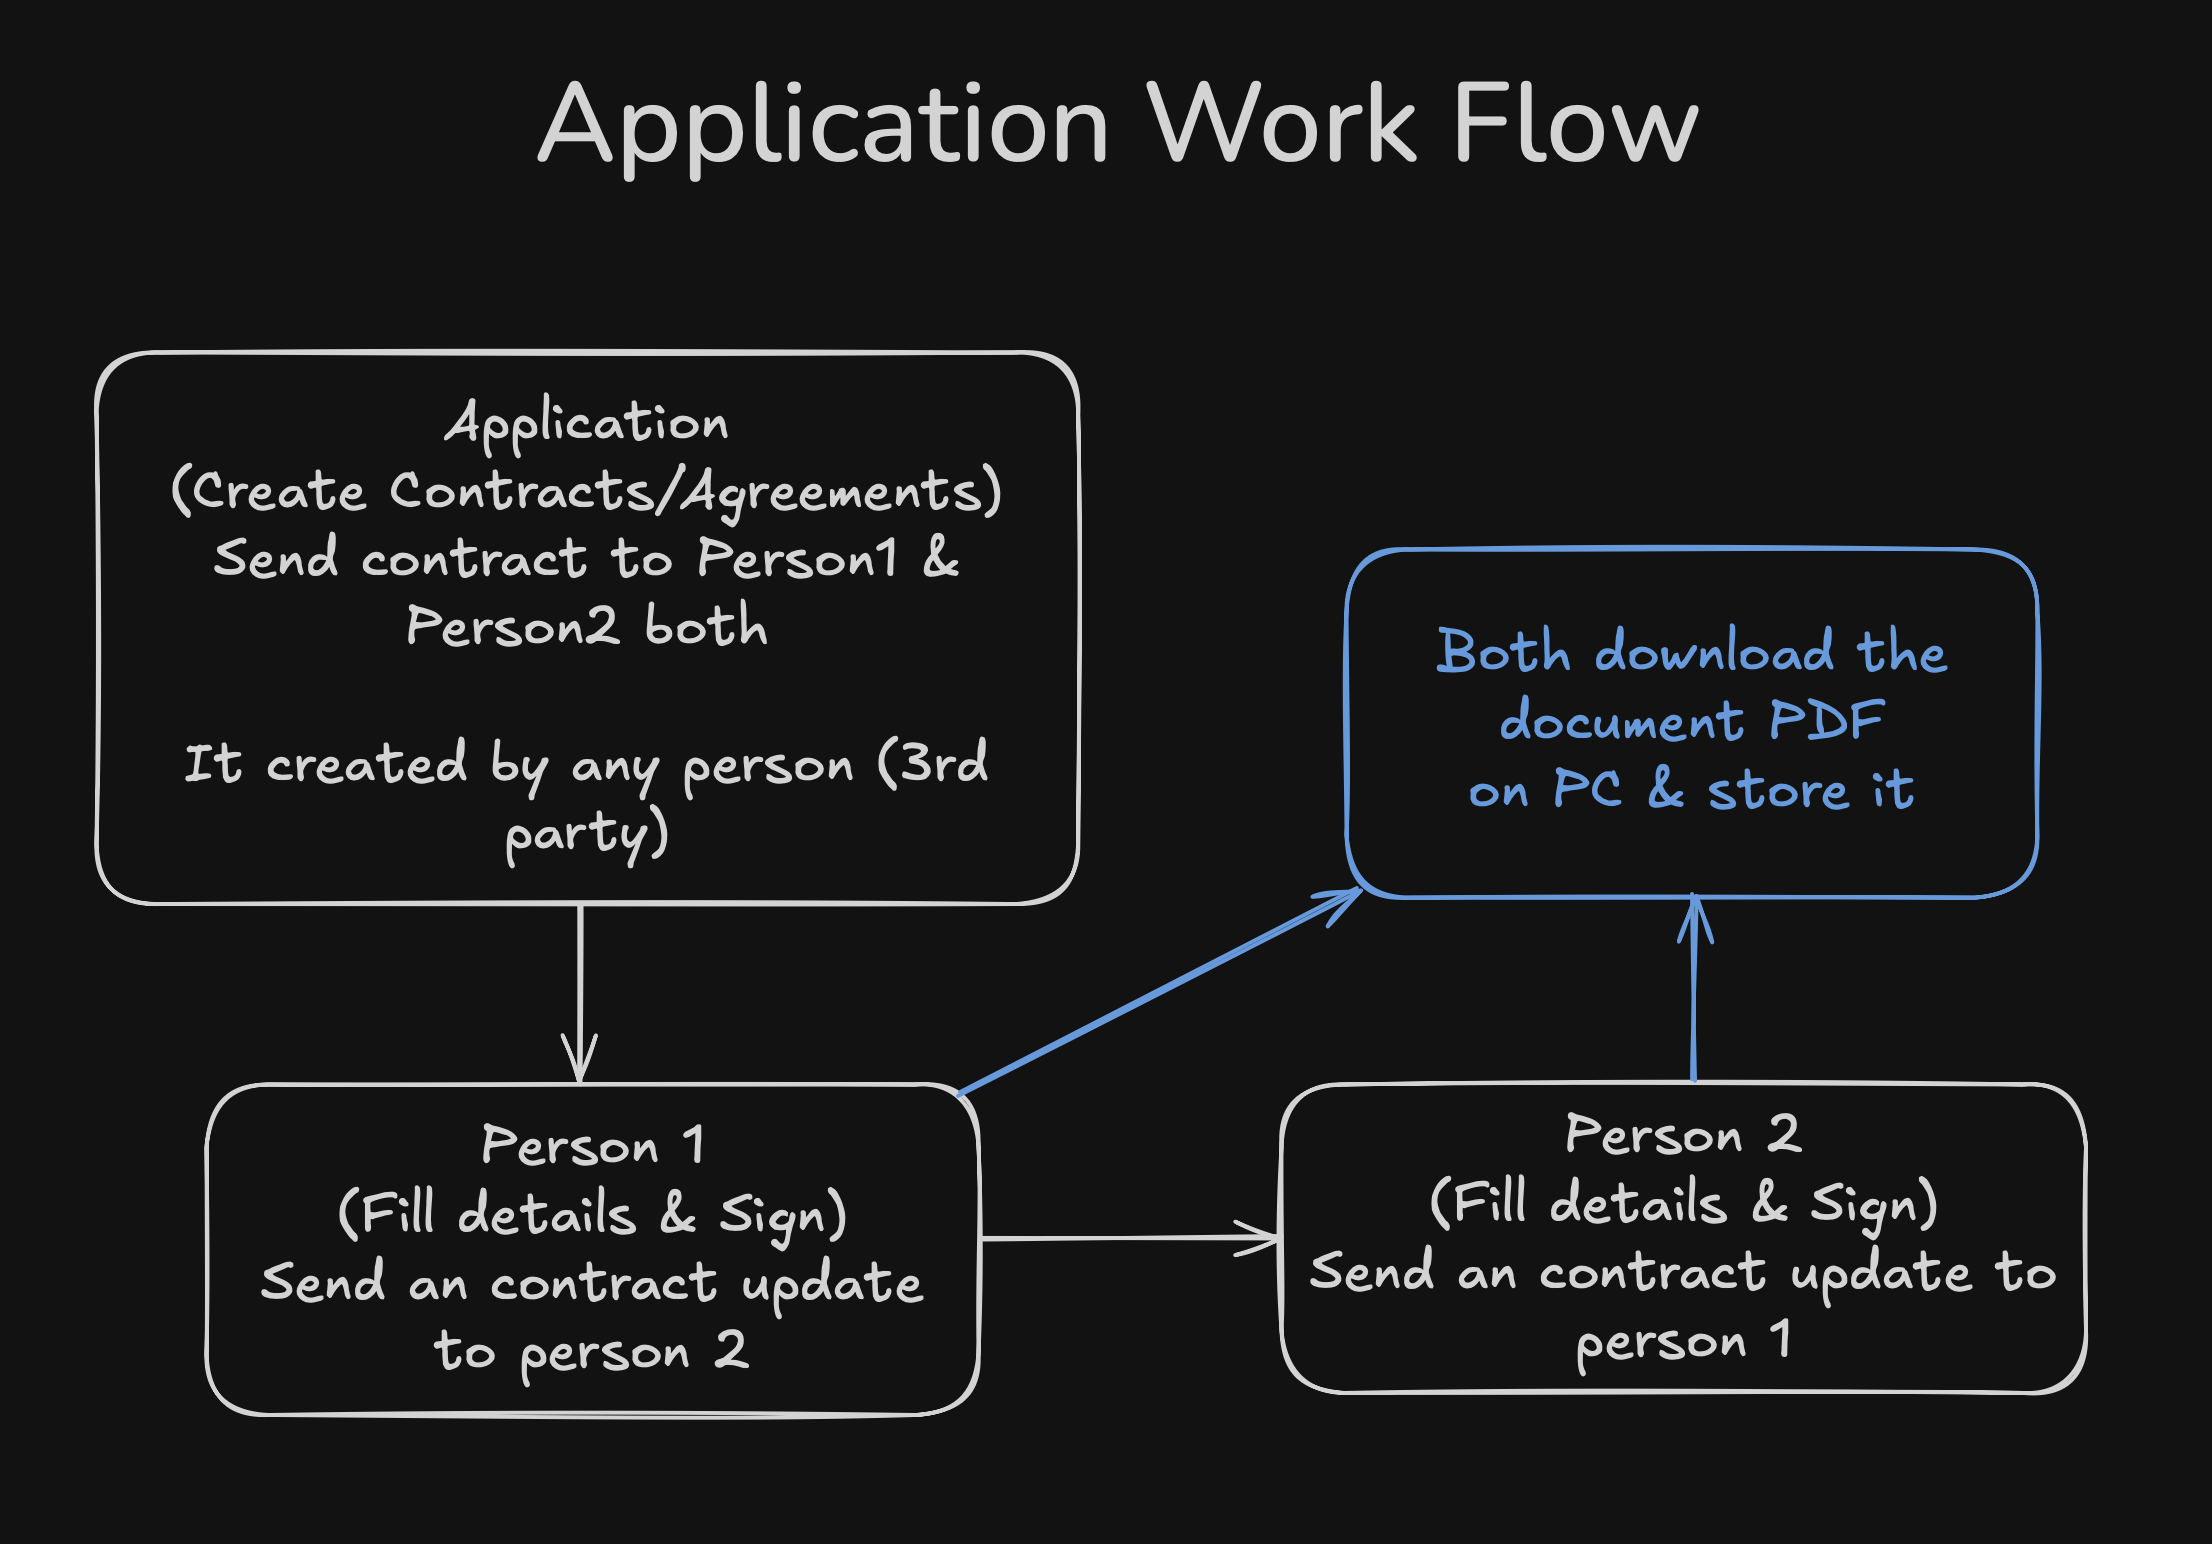 Application Work Flow
Application
(Create Contracts/Agreements)
Send contract to Person1 &
Person2 both
It created by any person (3rd
party)
Both download the
document PDF
on PC & store it
Person 1
(Fill details & Sign)
Send an contract update
to person 2
Person 2
(Fill details & Sign)
Send an contract update to
person 1